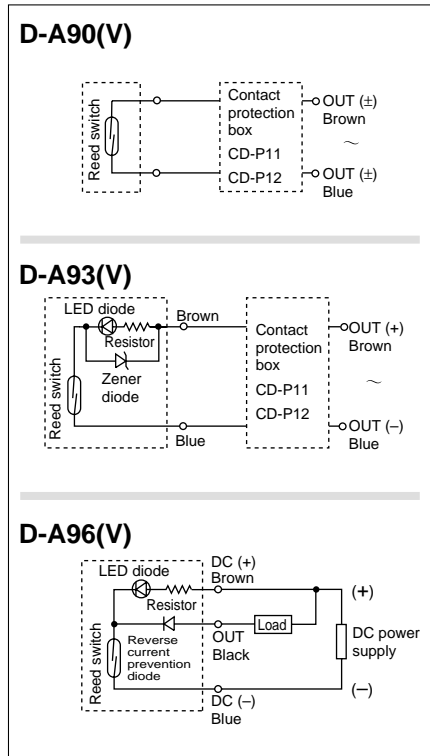 D-A90(V)
Reed switch
Contact
protection
box
CD-P11
CD-P12
OUT (±)
Brown
~
OUT (±)
Blue
D-A93(V)
LED diode
Resistor
Zener
diode
Reed switch
Brown
Blue
Contact
protection
box
CD-P11
CD-P12
OUT (+)
Brown
~
OUT (−)
Blue
D-A96(V)
LED diode
Resistor
Reverse
current
prevention
diode
Reed switch
DC (+)
Brown
OUT
Black
Load
DC (−)
Blue
(+)
DC power
supply
(−)